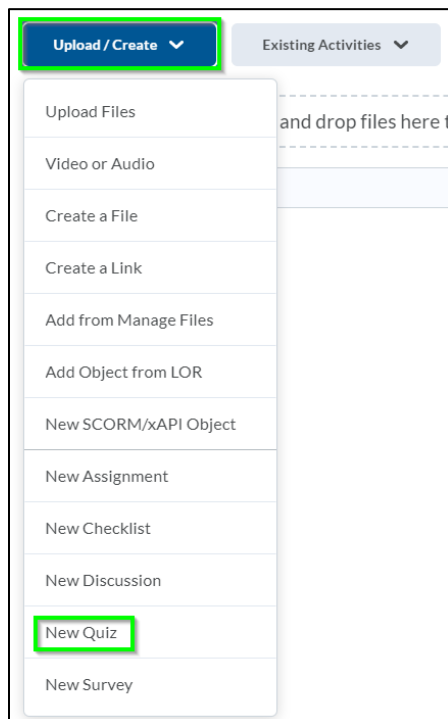 Upload / Create Existing Activities
Upload Files
and drop files here t
Video or Audio
Create a File
Create a Link
Add from Manage Files
Add Object from LOR
New SCORM/xAPI Object
New Assignment
New Checklist
New Discussion
New Quiz
New Survey